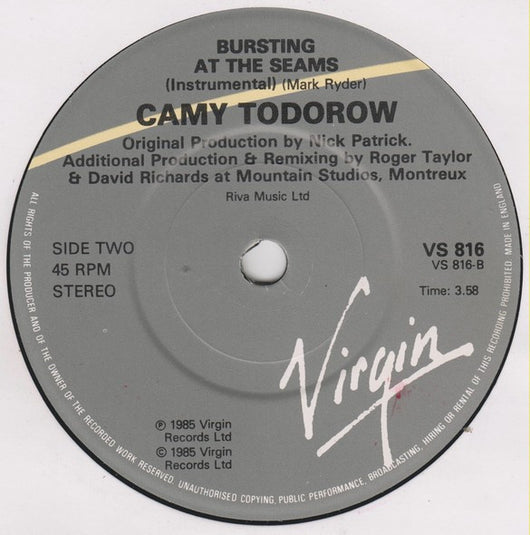 BURSTING
AT THE SEAMS
(Instrumental) (Mark Ryder)
CAMY TODOROW
Original Production by Nick Patrick.
Additional Production & Remixing by Roger Taylor
& David Richards at Mountain Studios, Montreux
Riva Music Ltd
SIDE TWO
45 RPM
STEREO
VS 816
VS 816-B
Time: 3.58
Virgin
℗ 1985 Virgin
Records Ltd
© 1985 Virgin
Records Ltd
ALL RIGHTS OF THE PRODUCER AND OF THE OWNER OF THE RECORDED WORK RESERVED. UNAUTHORISED COPYING, PUBLIC PERFORMANCE, BROADCASTING, HIRING OR RENTAL OF THIS RECORDING PROHIBITED. MADE IN ENGLAND